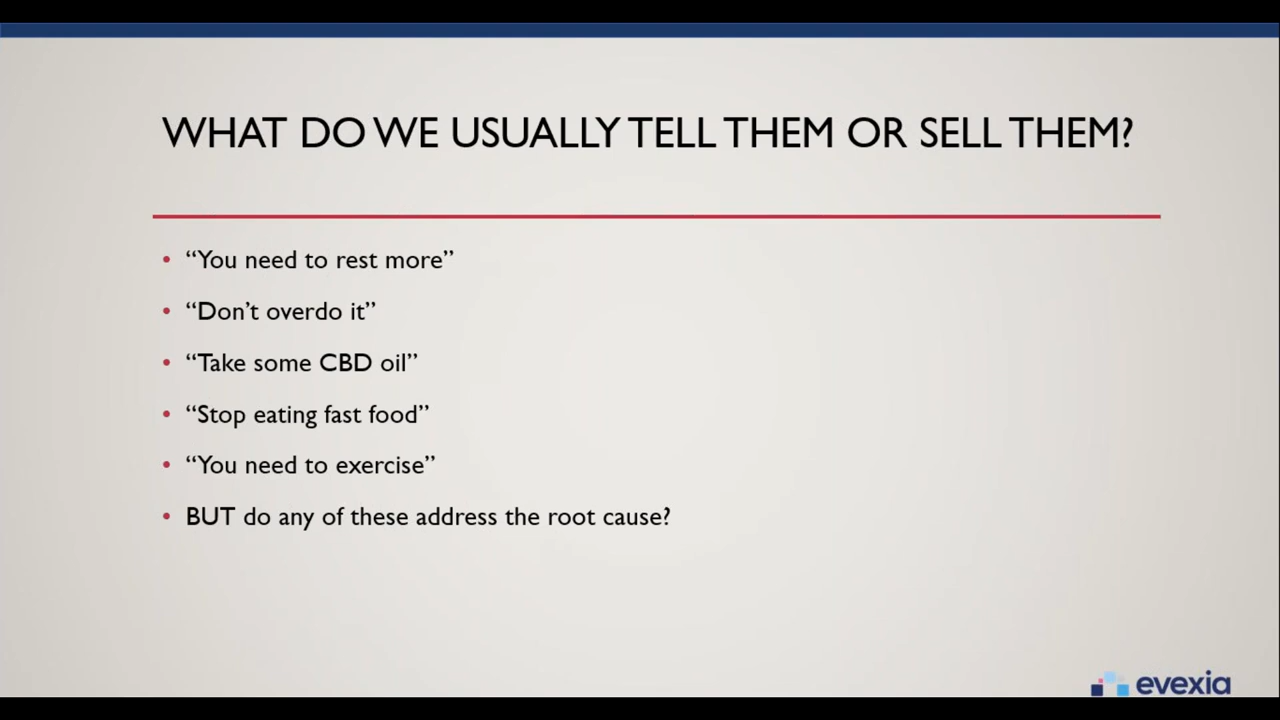 WHAT DO WE USUALLY TELL THEM OR SELL THEM?
• “You need to rest more”
• “Don’t overdo it”
• “Take some CBD oil”
• “Stop eating fast food”
• “You need to exercise”
• BUT do any of these address the root cause?
evexia